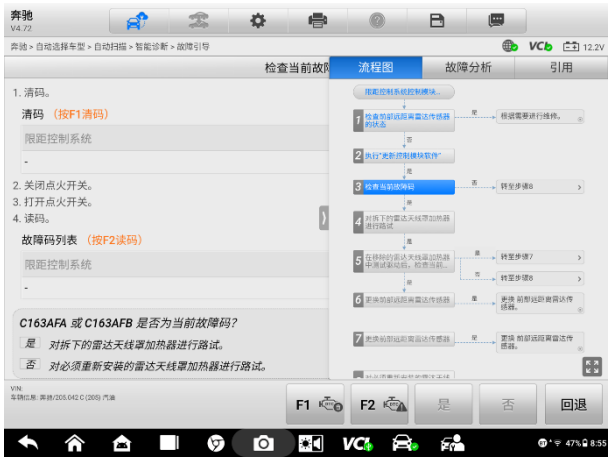 奔驰
V4.72
奔驰 > 自动选择车型 > 自动扫描 > 智能诊断 > 故障引导
VCI 12.2V
检查当前故障
流程图
故障分析
引用
1. 清码。
清码 （按F1清码）
限距控制系统
-
2. 关闭点火开关。
3. 打开点火开关。
4. 读码。
故障码列表 （按F2读码）
限距控制系统
-
C163AFA 或 C163AFB 是否为当前故障码？
是 对拆下的雷达天线罩加热器进行路试。
否 对必须重新安装的雷达天线罩加热器进行路试。
限距控制系统控制模块...
1 检查前部远距离雷达传感器
的状态
是
根据需要进行维修。
否
2 执行"更新控制模块软件"
是
3 检查当前故障码
否
转至步骤8
是
4 对拆下的雷达天线罩加热器
进行路试
是
5 在移除的雷达天线罩加热器
中测试驱动后，检查当前...
是
转至步骤7
否
转至步骤6
是
6 更换前部远距离雷达传感器
是
更换 前部远距离雷达传
感器。
7 更换前部远距离雷达传感器
是
更换 前部远距离雷达传
感器。
VIN:
车辆信息: 奔驰/205.042 C (205) 汽油
F1
F2
是
否
回退
VCI
47% 8:55